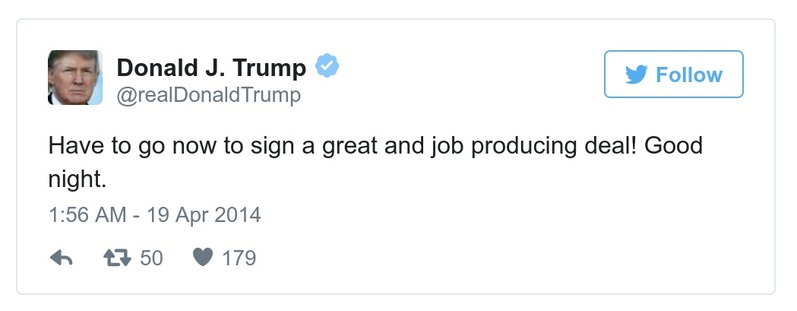 Donald J. Trump
@realDonaldTrump
Follow
Have to go now to sign a great and job producing deal! Good
night.
1:56 AM - 19 Apr 2014
50 179